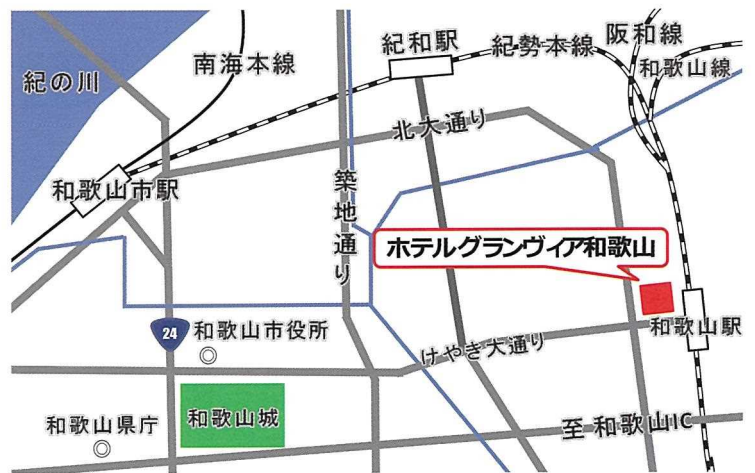 紀の川
南海本線
紀和駅
紀勢本線
阪和線
和歌山線
北大通り
和歌山市駅
築地通り
ホテルグランヴィア和歌山
24
和歌山市役所
けやき大通り
和歌山駅
和歌山県庁
和歌山城
至 和歌山IC